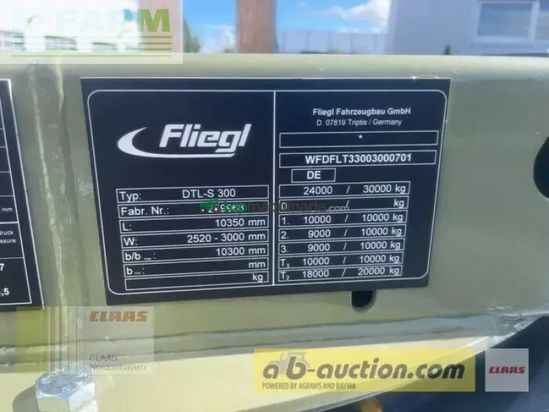 FARM
Fliegl
Typ: DTL-S 300
Fabr. Nr.:
L: 10350 mm
W: 2520 - 3000 mm
b/b max.: 10300 mm
b max.: mm
kg
Fliegl Fahrzeugbau GmbH
D 07819 Triptis / Germany
*
WFDFLT33003000701
DE
24000 / 30000 kg
1. 10000 / 10000 kg
2. 9000 / 10000 kg
3. 9000 / 10000 kg
T1 10000 / 10000 kg
T2 18000 / 20000 kg
CLAAS
CLAAS
Nordostbayern
ab-auction.com
POWERED BY AGRAVIS AND BAYWA
CLAAS